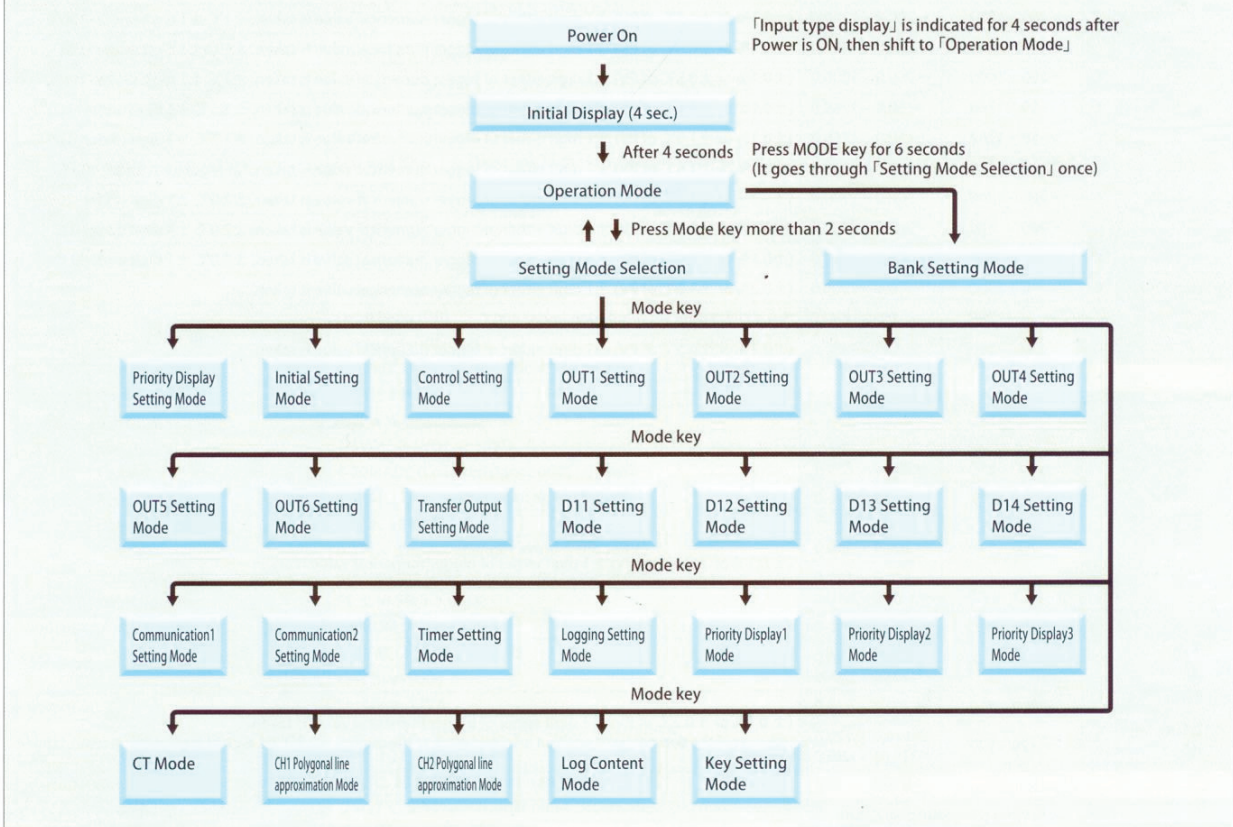 Power On
「Input type display」 is indicated for 4 seconds after
Power is ON, then shift to「Operation Mode」
Initial Display (4 sec.)
After 4 seconds
Press MODE key for 6 seconds
(It goes through「Setting Mode Selection」 once)
Operation Mode
Press Mode key more than 2 seconds
Setting Mode Selection
Bank Setting Mode
Mode key
Priority Display
Setting Mode
Initial Setting
Mode
Control Setting
Mode
OUT1 Setting
Mode
OUT2 Setting
Mode
OUT3 Setting
Mode
OUT4 Setting
Mode
Mode key
OUT5 Setting
Mode
OUT6 Setting
Mode
Transfer Output
Setting Mode
D11 Setting
Mode
D12 Setting
Mode
D13 Setting
Mode
D14 Setting
Mode
Mode key
Communication1
Setting Mode
Communication2
Setting Mode
Timer Setting
Mode
Logging Setting
Mode
Priority Display1
Mode
Priority Display2
Mode
Priority Display3
Mode
Mode key
CT Mode
CH1 Polygonal line
approximation Mode
CH2 Polygonal line
approximation Mode
Log Content
Mode
Key Setting
Mode